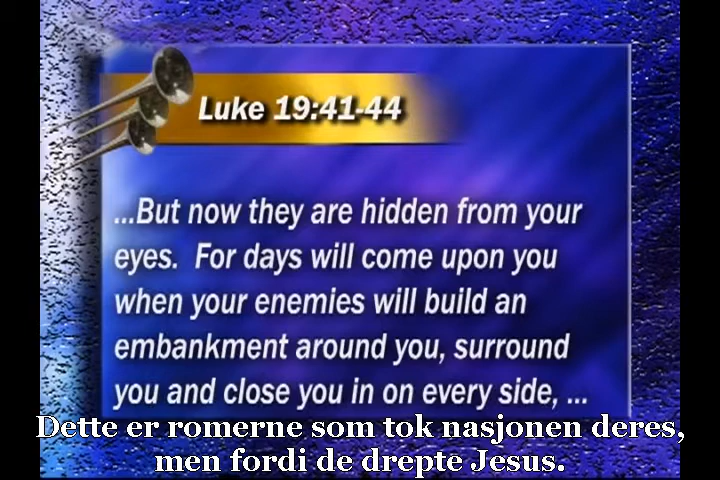 Luke 19:41-44
...But now they are hidden from your
eyes.  For days will come upon you
when your enemies will build an
embankment around you, surround
you and close you in on every side, ...
Dette er romerne som tok nasjonen deres,
men fordi de drepte Jesus.